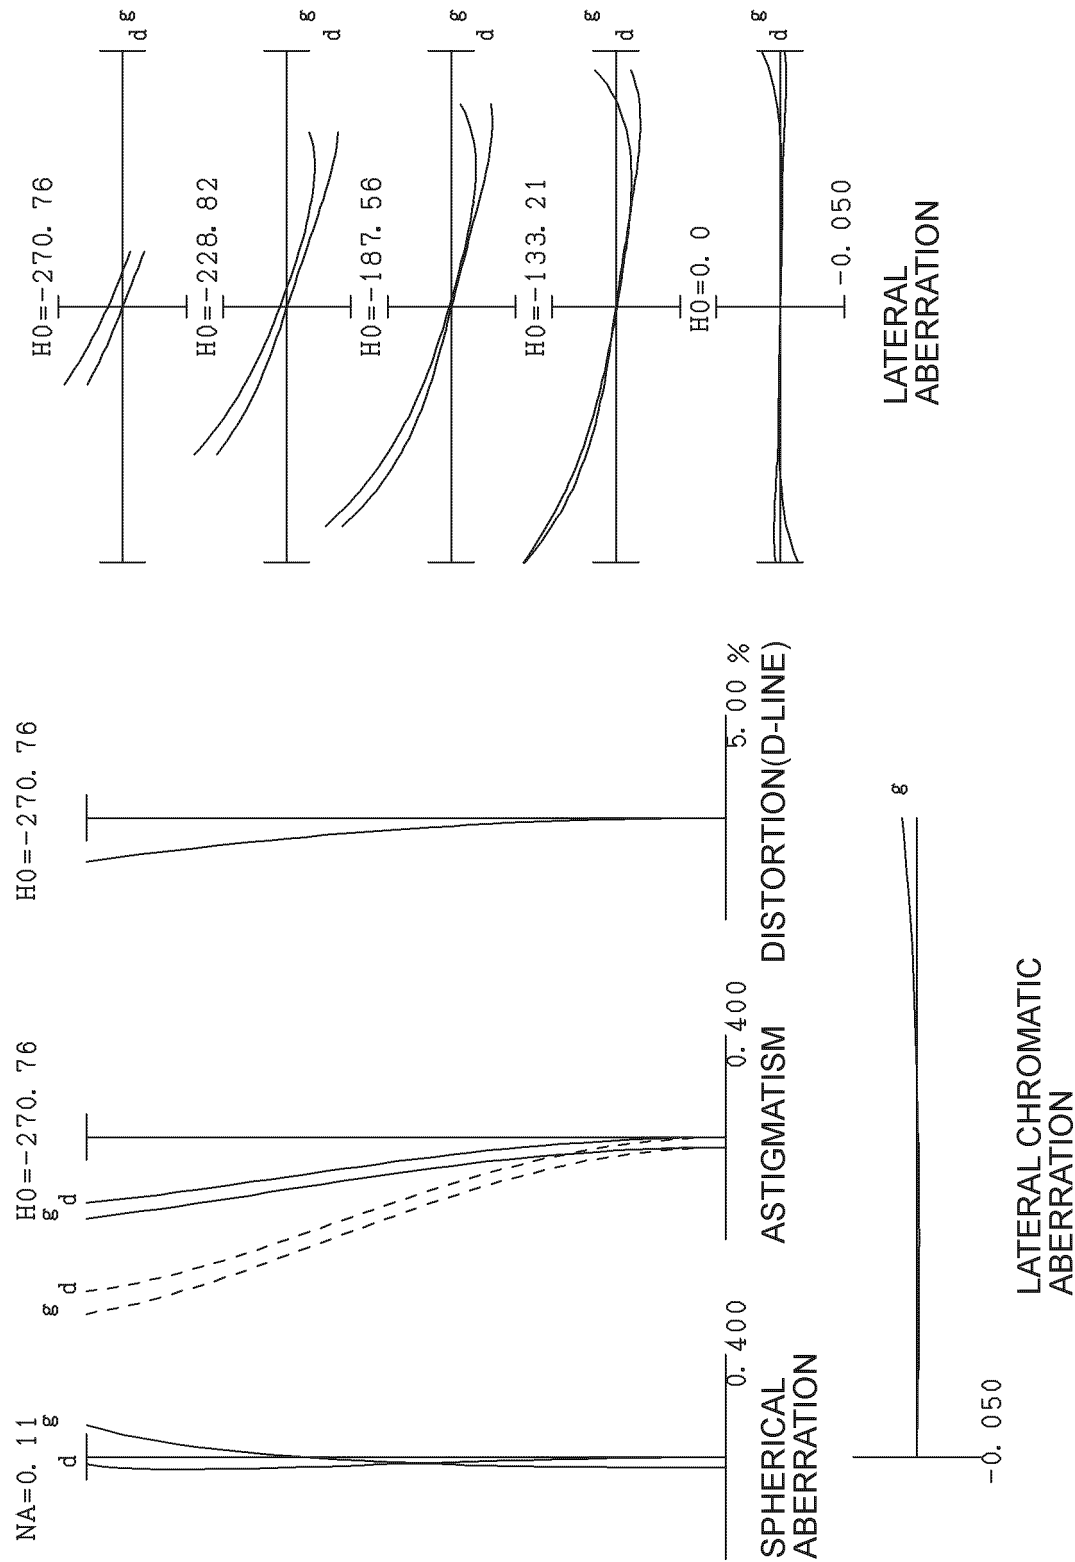 NA=0.11
d g
0.400
SPHERICAL
ABERRATION
H0=-270.76
g d
g d
0.400
ASTIGMATISM
H0=-270.76
5.00 %
DISTORTION(D-LINE)
H0=-270.76
g
d
H0=-228.82
g
d
H0=-187.56
g
d
H0=-133.21
g
d
H0=0.0
g
d
-0.050
LATERAL
ABERRATION
g
-0.050
LATERAL CHROMATIC
ABERRATION